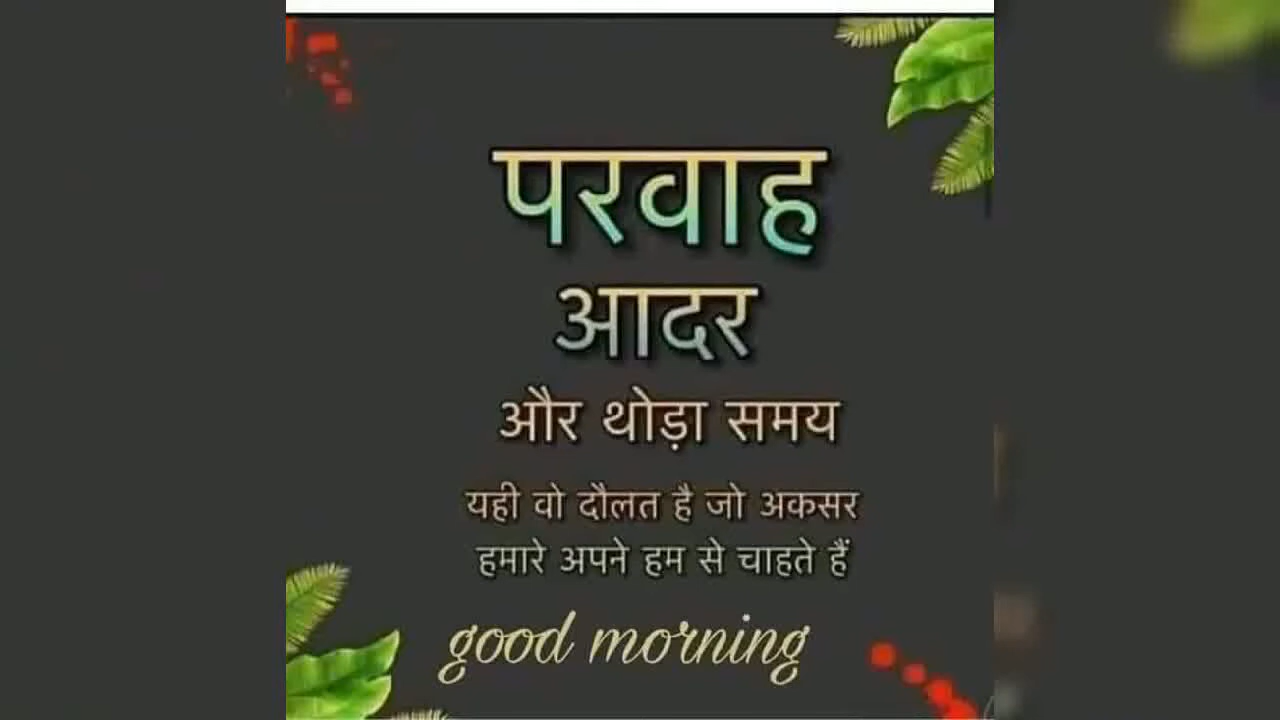 परवाह
आदर
और थोड़ा समय
यही वो दौलत है जो अकसर
हमारे अपने हम से चाहते हैं
good morning